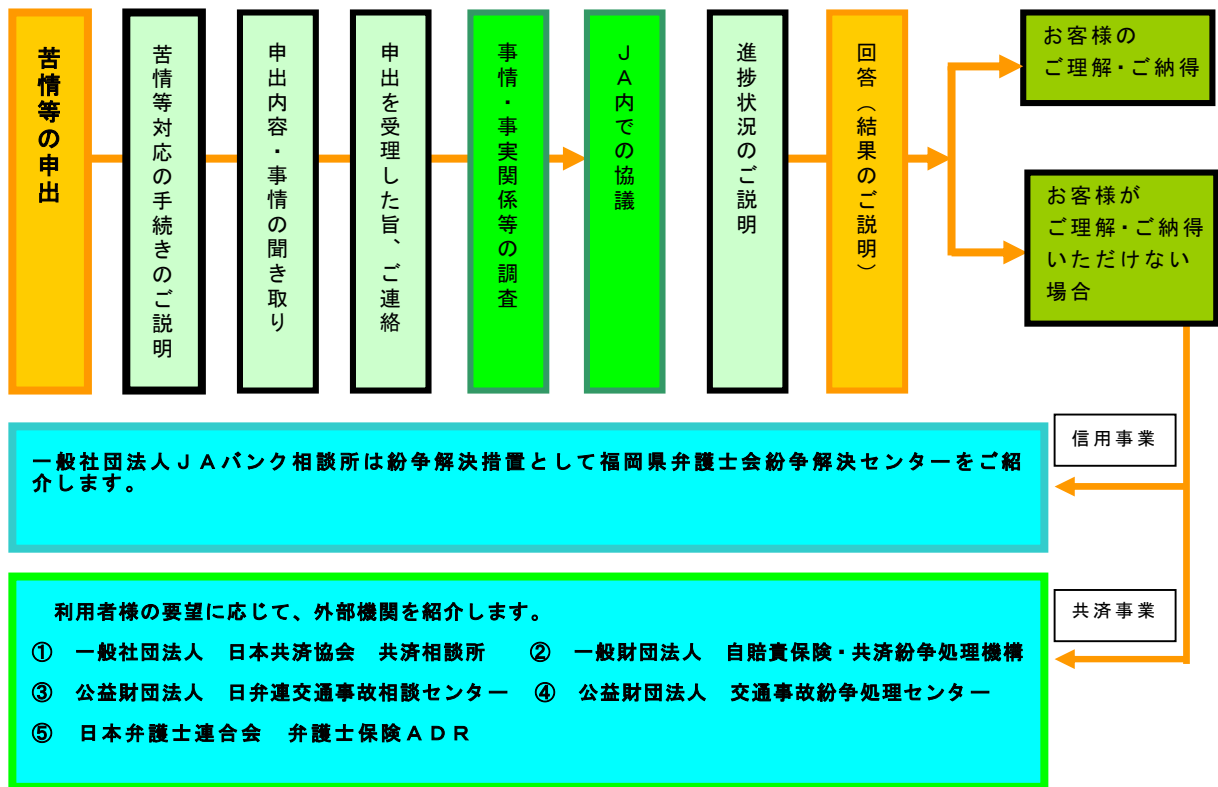 苦情等の申出
苦情等対応の手続きのご説明
申出内容・事情の聞き取り
申出を受理した旨、ご連絡
事情・事実関係等の調査
ＪＡ内での協議
進捗状況のご説明
回答（結果のご説明）
お客様の
ご理解・ご納得
お客様が
ご理解・ご納得
いただけない
場合
信用事業
一般社団法人ＪＡバンク相談所は紛争解決措置として福岡県弁護士会紛争解決センターをご紹
介します。
共済事業
利用者様の要望に応じて、外部機関を紹介します。
①　一般社団法人　日本共済協会　共済相談所　　②　一般財団法人　自賠責保険・共済紛争処理機構
③　公益財団法人　日弁連交通事故相談センター　④　公益財団法人　交通事故紛争処理センター
⑤　日本弁護士連合会　弁護士保険ＡＤＲ